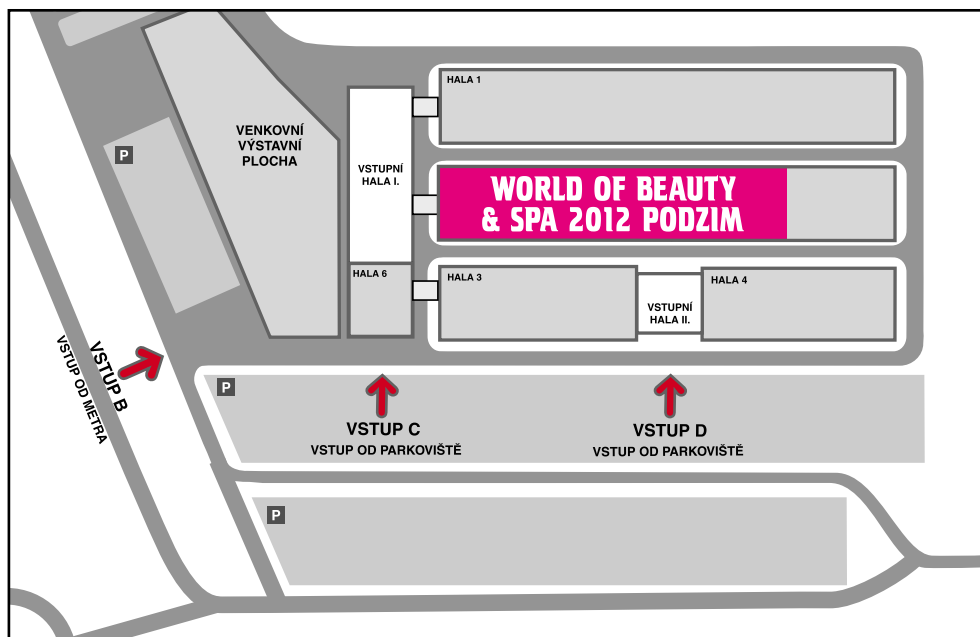 HALA 1
P
VENKOVNÍ
VÝSTAVNÍ
PLOCHA
VSTUPNÍ
HALA I.
WORLD OF BEAUTY
& SPA 2012 PODZIM
HALA 6
HALA 3
VSTUPNÍ
HALA II.
HALA 4
VSTUP B
VSTUP OD METRA
P
VSTUP C
VSTUP OD PARKOVIŠTĚ
VSTUP D
VSTUP OD PARKOVIŠTĚ
P